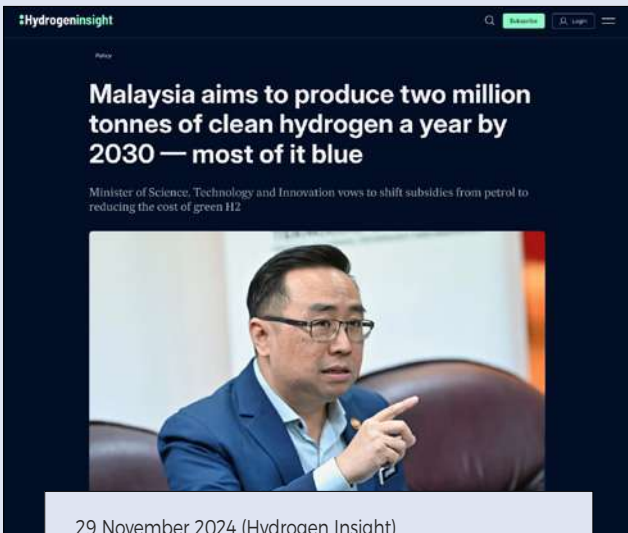 Hydrogeninsight
Subscribe
Login
Policy
Malaysia aims to produce two million
tonnes of clean hydrogen a year by
2030 — most of it blue
Minister of Science, Technology and Innovation vows to shift subsidies from petrol to
reducing the cost of green H2
29 November 2024 (Hydrogen Insight)